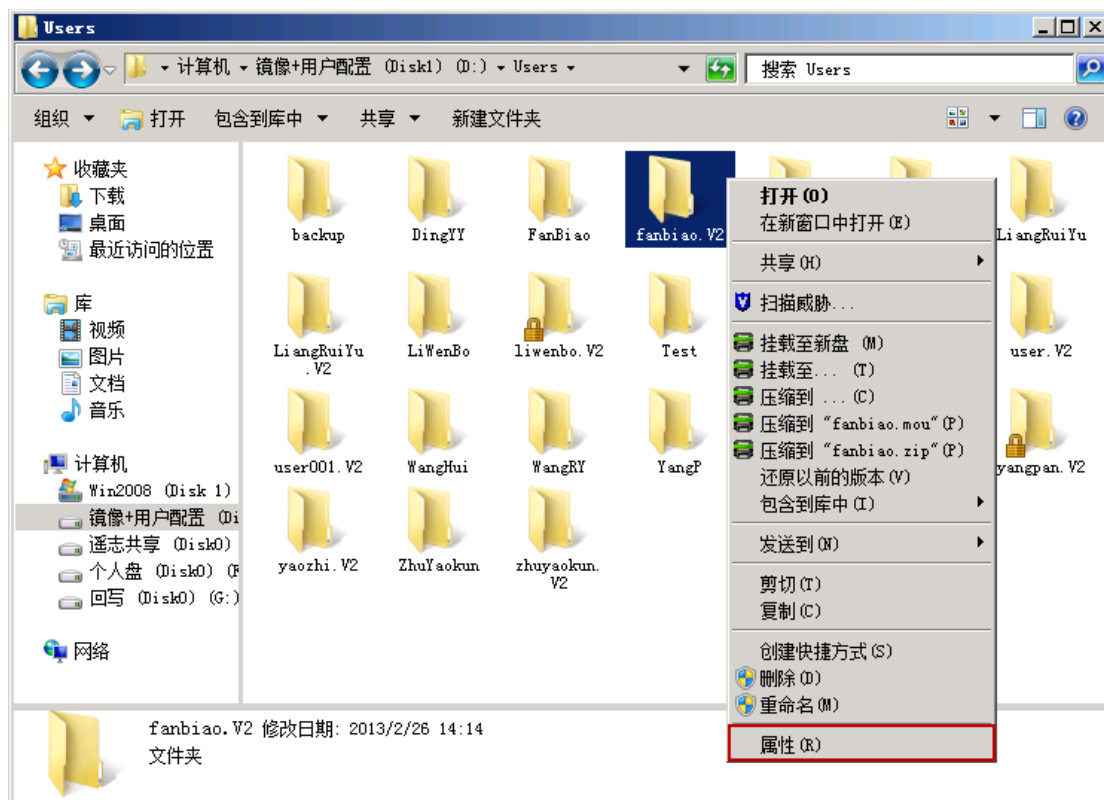 Users
计算机 镜像+用户配置 (Disk1) (D:) Users
搜索 Users
组织 打开 包含到库中 共享 新建文件夹
收藏夹
下载
桌面
最近访问的位置
库
视频
图片
文档
音乐
计算机
Win2008 (Disk 1)
镜像+用户配置 (Di
遥志共享 (Disk0)
个人盘 (Disk0) (F
回写 (Disk0) (G:)
网络
backup DingYY FanBiao fanbiao.V2 LiangRuiYu
LiangRuiYu LiWenBo liwenbo.V2 Test user.V2
.V2
user001.V2 WangHui WangRY YangP yangpan.V2
yaozhi.V2 ZhuYaokun zhuyaokun.
V2
打开(O)
在新窗口中打开(E)
共享(H)
扫描威胁...
挂载至新盘 (M)
挂载至... (T)
压缩到 ...(C)
压缩到 "fanbiao.mou"(P)
压缩到 "fanbiao.zip"(P)
还原以前的版本(V)
包含到库中(I)
发送到(N)
剪切(T)
复制(C)
创建快捷方式(S)
删除(D)
重命名(M)
属性(R)
fanbiao.V2 修改日期: 2013/2/26 14:14
文件夹